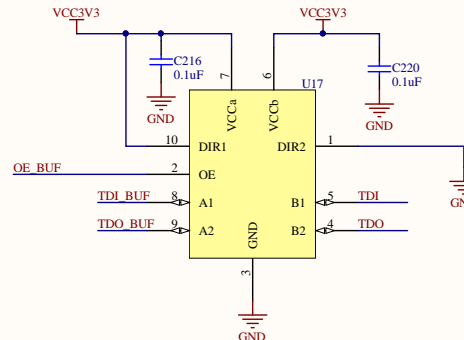 VCC3V3
VCC3V3
C216
0.1uF
C220
0.1uF
GND
GND
7
6
U17
VCCa
VCCb
10
DIR1
DIR2
1
OE_BUF
2
OE
GN
TDI_BUF
8
A1
B1
5
TDI
TDO_BUF
9
A2
B2
4
TDO
GND
3
GND